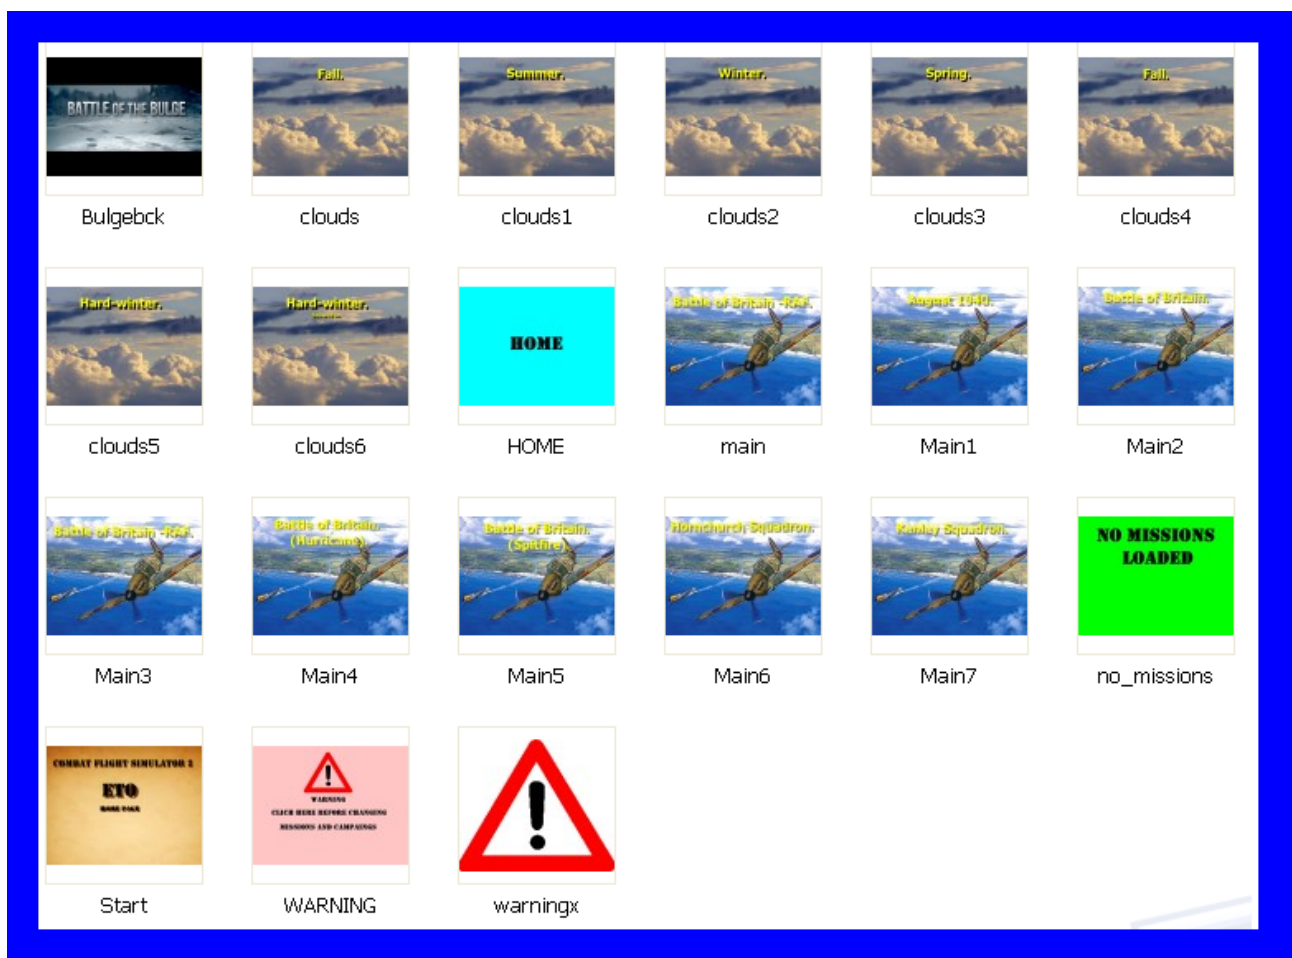 BATTLE OF THE BULGE
Fall.
Summer.
Winter.
Spring.
Fall.
Bulgebck
clouds
clouds1
clouds2
clouds3
clouds4
Hard-winter.
Hard-winter.
HOME
Battle of Britain -RAF.
August 1940.
Battle of Britain.
clouds5
clouds6
HOME
main
Main1
Main2
Battle of Britain -RAF.
Battle of Britain.
(Hurricane)
Battle of Britain.
(Spitfire)
Hornchurch Squadron.
Kenley Squadron.
NO MISSIONS
LOADED
Main3
Main4
Main5
Main6
Main7
no_missions
COMBAT FLIGHT SIMULATOR 2
ETO
HOME PAGE
WARNING
CLICK HERE BEFORE CHANGING
MISSIONS AND CAMPAINGS
Start
WARNING
warningx